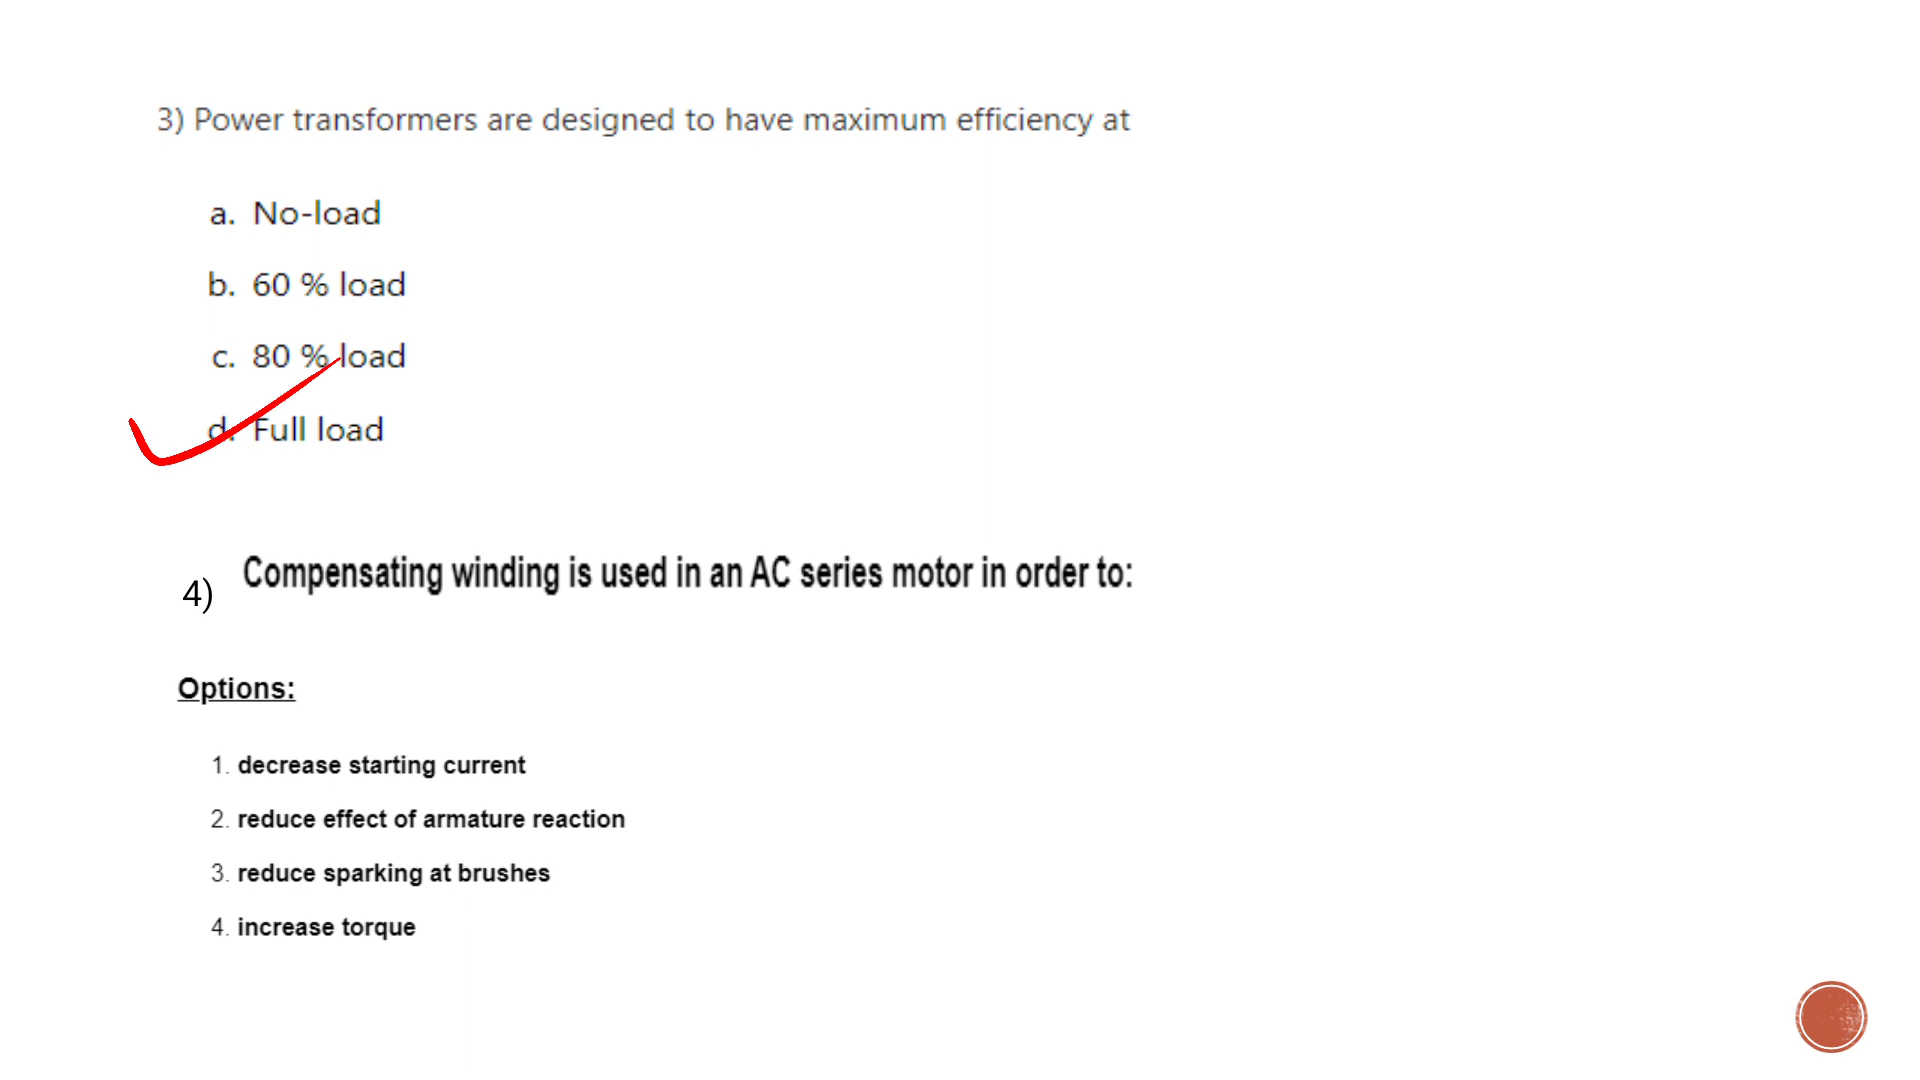 3) Power transformers are designed to have maximum efficiency at
a. No-load
b. 60 % load
c. 80 % load
d. Full load
4) Compensating winding is used in an AC series motor in order to:
Options:
1. decrease starting current
2. reduce effect of armature reaction
3. reduce sparking at brushes
4. increase torque